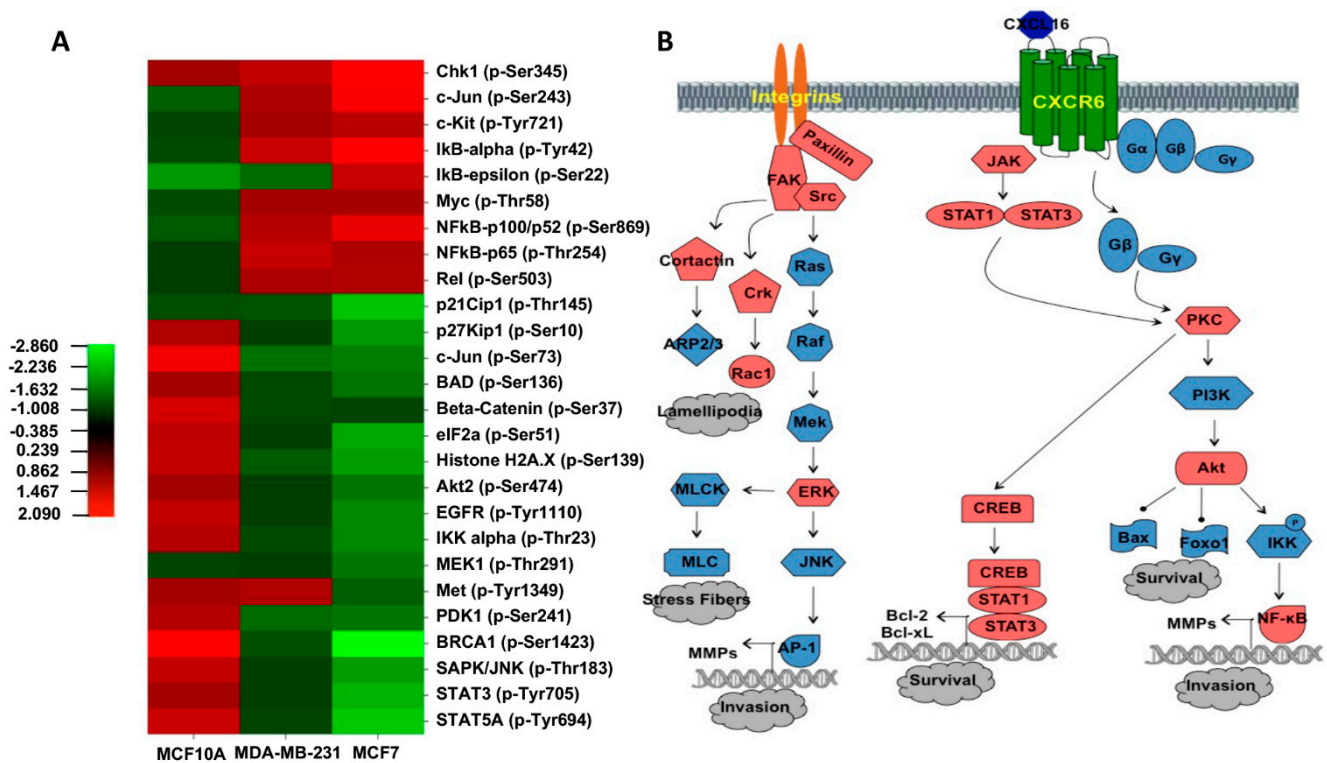 A
Chk1 (p-Ser345)
c-Jun (p-Ser243)
c-Kit (p-Tyr721)
IkB-alpha (p-Tyr42)
IkB-epsilon (p-Ser22)
Myc (p-Thr58)
NFkB-p100/p52 (p-Ser869)
NFkB-p65 (p-Thr254)
Rel (p-Ser503)
p21Cip1 (p-Thr145)
p27Kip1 (p-Ser10)
c-Jun (p-Ser73)
BAD (p-Ser136)
Beta-Catenin (p-Ser37)
eIF2a (p-Ser51)
Histone H2A.X (p-Ser139)
Akt2 (p-Ser474)
EGFR (p-Tyr1110)
IKK alpha (p-Thr23)
MEK1 (p-Thr291)
Met (p-Tyr1349)
PDK1 (p-Ser241)
BRCA1 (p-Ser1423)
SAPK/JNK (p-Thr183)
STAT3 (p-Tyr705)
STAT5A (p-Tyr694)
-2.860
-2.236
-1.632
-1.008
-0.385
0.239
0.862
1.467
2.090
MCF10A MDA-MB-231 MCF7
B
CXCL16
Integrins
CXCR6
Paxillin
FAK
Src
JAK
Gα
Gβ
Gγ
STAT1
STAT3
Gβ
Gγ
Cortactin
Crk
Ras
ARP2/3
Rac1
Raf
PKC
Lamellipodia
Mek
PI3K
MLCK
ERK
Akt
CREB
MLC
JNK
Bax
Foxo1
IKK
P
Stress Fibers
CREB
STAT1
STAT3
Survival
Bcl-2
Bcl-xL
MMPs
AP-1
MMPs
NF-κB
Invasion
Survival
Invasion